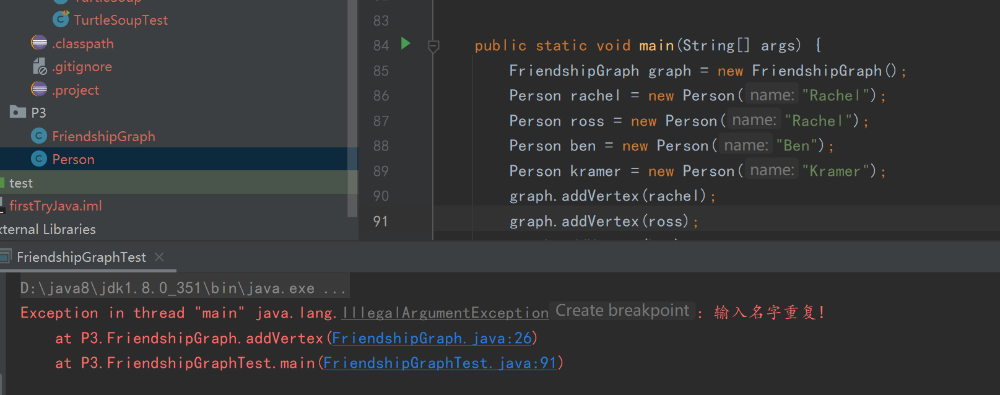 TurtleSoup
TurtleSoupTest
.classpath
.gitignore
.project
P3
FriendshipGraph
Person
test
firstTryJava.iml
xternal Libraries
83
84 public static void main(String[] args) {
85 FriendshipGraph graph = new FriendshipGraph();
86 Person rachel = new Person( name: "Rachel");
87 Person ross = new Person( name: "Rachel");
88 Person ben = new Person( name: "Ben");
89 Person kramer = new Person( name: "Kramer");
90 graph.addVertex(rachel);
91 graph.addVertex(ross);
FriendshipGraphTest
D:\java8\jdk1.8.0_351\bin\java.exe ...
Exception in thread "main" java.lang.IllegalArgumentException Create breakpoint : 输入名字重复!
at P3.FriendshipGraph.addVertex(FriendshipGraph.java:26)
at P3.FriendshipGraphTest.main(FriendshipGraphTest.java:91)